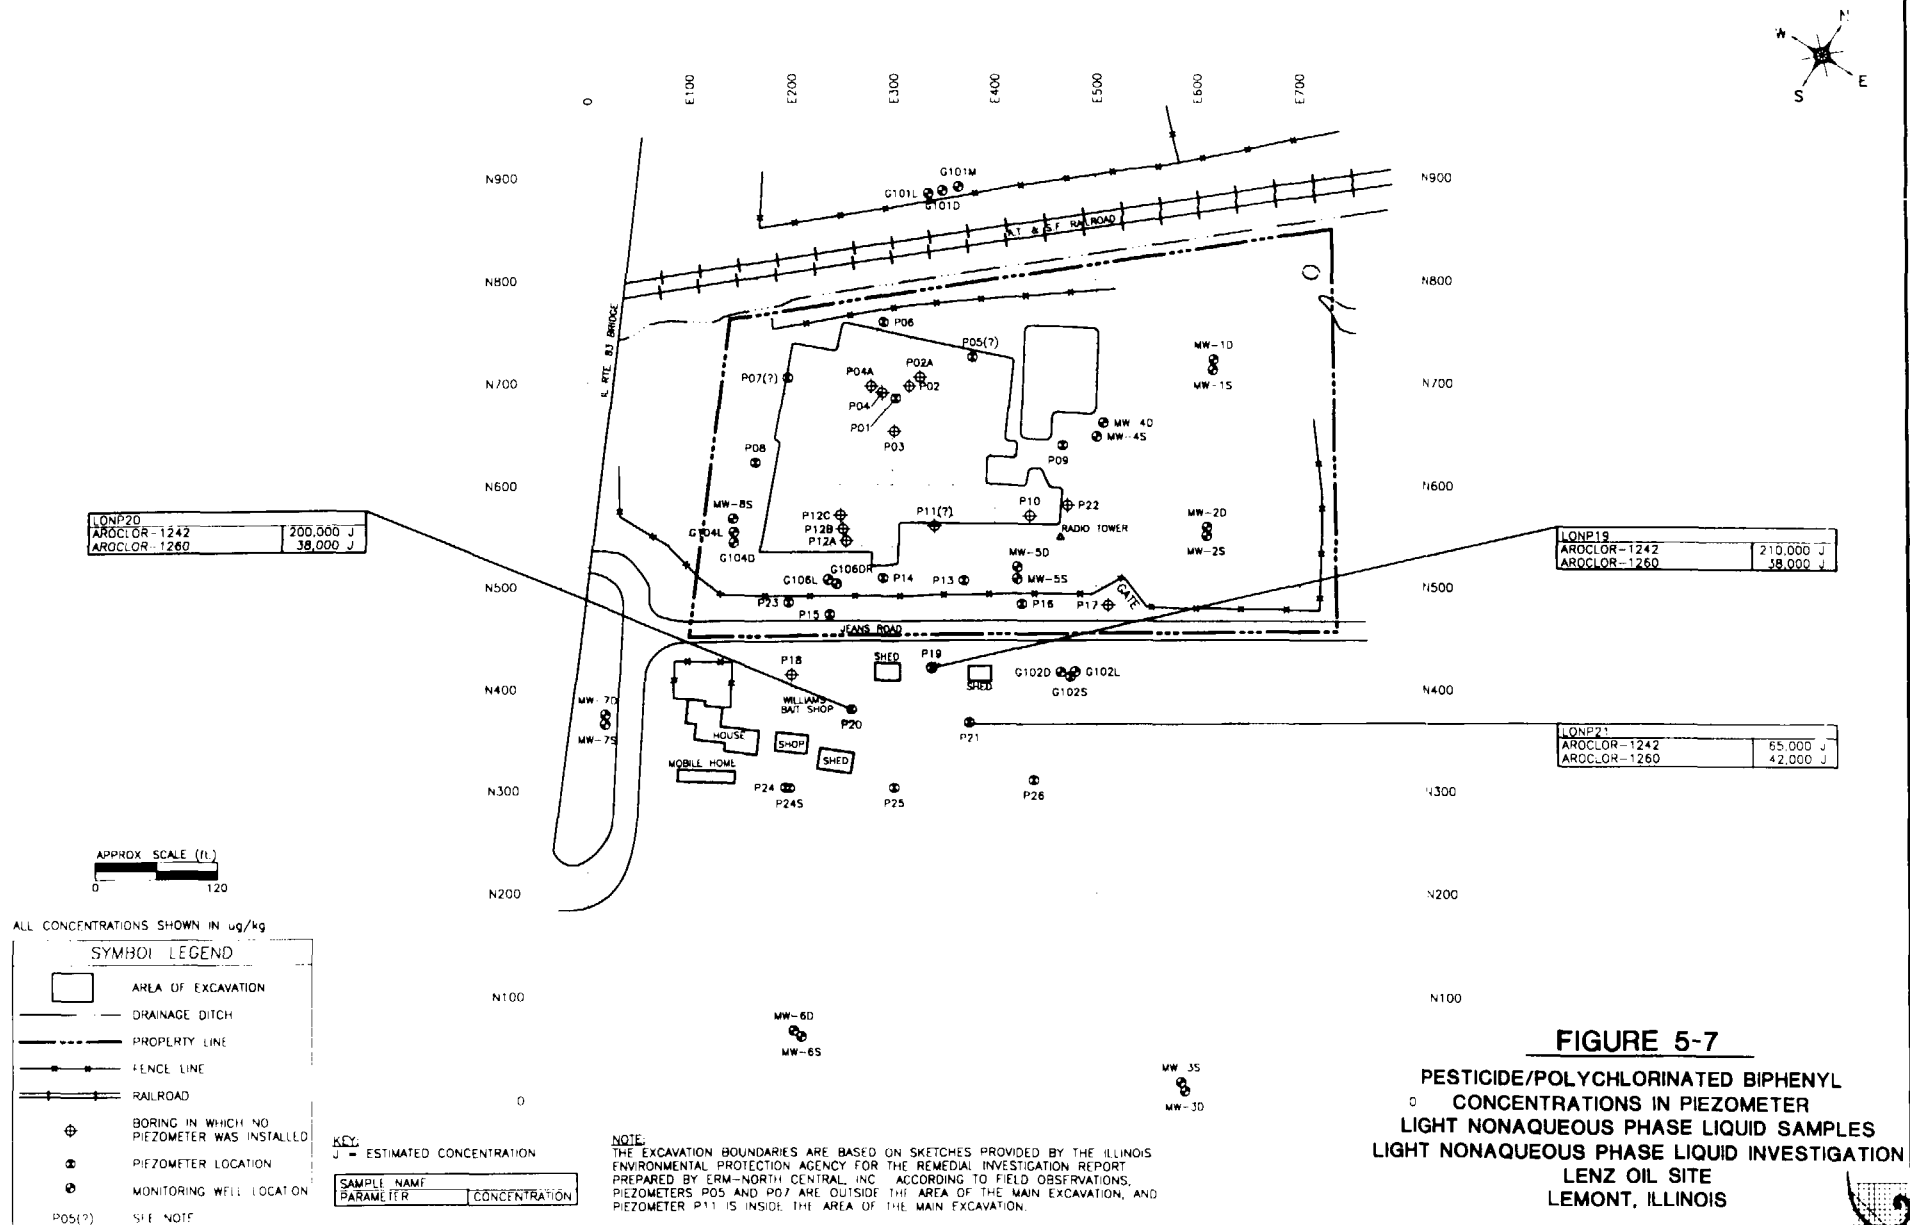 N
W
E
S
0
E100
E200
E300
E400
E500
E600
E700
N900
N900
G101M
G101L
G101D
A.T. & S.F. RAILROAD
N800
N800
IL RTE 83 BRIDGE
P06
P05(?)
MW-1D
MW-1S
N700
N700
P07(?)
P04A
P02A
P02
P04
P01
P03
MW-4D
MW-4S
P08
P09
N600
N600
MW-8S
P12C
P12B
P12A
P11(?)
P10
P22
RADIO TOWER
MW-2D
MW-2S
G104L
G104D
LONP20
AROCLOR-1242 200,000 J
AROCLOR-1260 38,000 J
LONP19
AROCLOR-1242 210,000 J
AROCLOR-1260 38,000 J
MW-5D
MW-5S
G106L
G106DR
P14
P13
N500
N500
P23
P15
P16
P17
GATE
JEANS ROAD
P18
SHED
P19
SHED
G102D
G102L
G102S
N400
N400
WILLIAMS
BAIT SHOP
P20
P21
MW-7D
MW-7S
HOUSE
SHOP
SHED
MOBILE HOME
LONP21
AROCLOR-1242 65,000 J
AROCLOR-1260 42,000 J
N300
N300
P24
P24S
P25
P26
APPROX SCALE (ft.)
0 120
N200
N200
ALL CONCENTRATIONS SHOWN IN ug/kg
SYMBOL LEGEND
AREA OF EXCAVATION
DRAINAGE DITCH
PROPERTY LINE
FENCE LINE
RAILROAD
BORING IN WHICH NO
PIEZOMETER WAS INSTALLED
PIEZOMETER LOCATION
MONITORING WELL LOCATION
P05(?) SEE NOTE
N100
N100
MW-6D
MW-6S
MW 3S
MW-3D
0
0
KEY:
J = ESTIMATED CONCENTRATION
SAMPLE NAME
PARAMETER CONCENTRATION
NOTE:
THE EXCAVATION BOUNDARIES ARE BASED ON SKETCHES PROVIDED BY THE ILLINOIS
ENVIRONMENTAL PROTECTION AGENCY FOR THE REMEDIAL INVESTIGATION REPORT
PREPARED BY ERM-NORTH CENTRAL, INC ACCORDING TO FIELD OBSERVATIONS,
PIEZOMETERS P05 AND P07 ARE OUTSIDE THE AREA OF THE MAIN EXCAVATION, AND
PIEZOMETER P11 IS INSIDE THE AREA OF THE MAIN EXCAVATION.
FIGURE 5-7
PESTICIDE/POLYCHLORINATED BIPHENYL
CONCENTRATIONS IN PIEZOMETER
LIGHT NONAQUEOUS PHASE LIQUID SAMPLES
LIGHT NONAQUEOUS PHASE LIQUID INVESTIGATION
LENZ OIL SITE
LEMONT, ILLINOIS